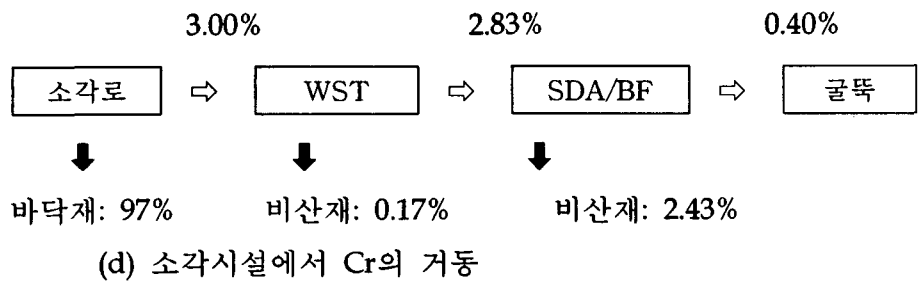 3.00% 2.83% 0.40%
소각로 ⇨ WST ⇨ SDA/BF ⇨ 굴뚝
바닥재: 97% 비산재: 0.17% 비산재: 2.43%
(d) 소각시설에서 Cr의 거동